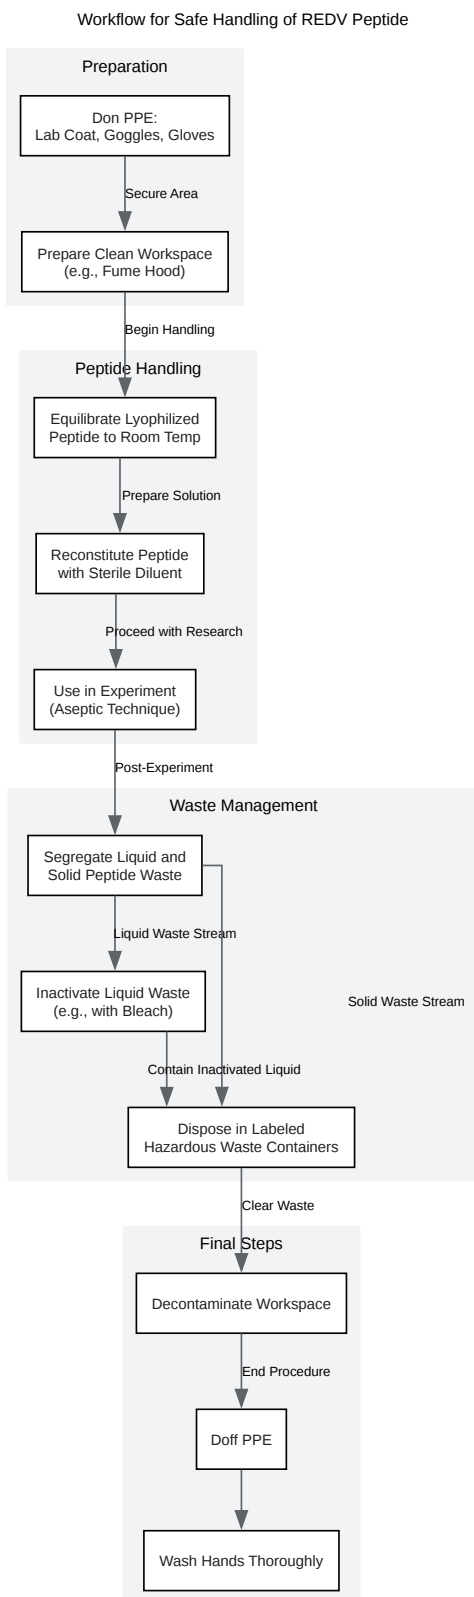 Workflow for Safe Handling of REDV Peptide
Preparation
Don PPE:
Lab Coat, Goggles, Gloves
Secure Area
Prepare Clean Workspace
(e.g., Fume Hood)
Begin Handling
Peptide Handling
Equilibrate Lyophilized
Peptide to Room Temp
Prepare Solution
Reconstitute Peptide
with Sterile Diluent
Proceed with Research
Use in Experiment
(Aseptic Technique)
Post-Experiment
Waste Management
Segregate Liquid and
Solid Peptide Waste
Liquid Waste Stream
Inactivate Liquid Waste
(e.g., with Bleach)
Solid Waste Stream
Contain Inactivated Liquid
Dispose in Labeled
Hazardous Waste Containers
Clear Waste
Final Steps
Decontaminate Workspace
End Procedure
Doff PPE
Wash Hands Thoroughly